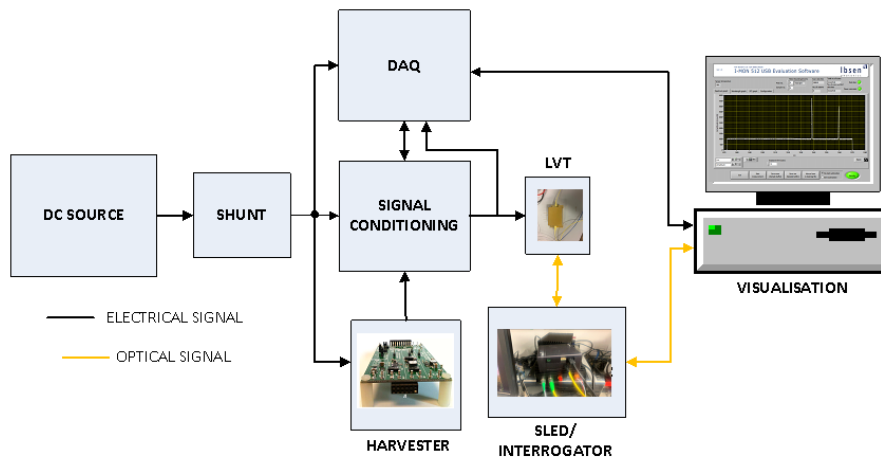 DAQ
I-MON 512 USB Evaluation Software
Ibsen
LVT
DC SOURCE
SHUNT
SIGNAL
CONDITIONING
VISUALISATION
ELECTRICAL SIGNAL
OPTICAL SIGNAL
HARVESTER
SLED/
INTERROGATOR